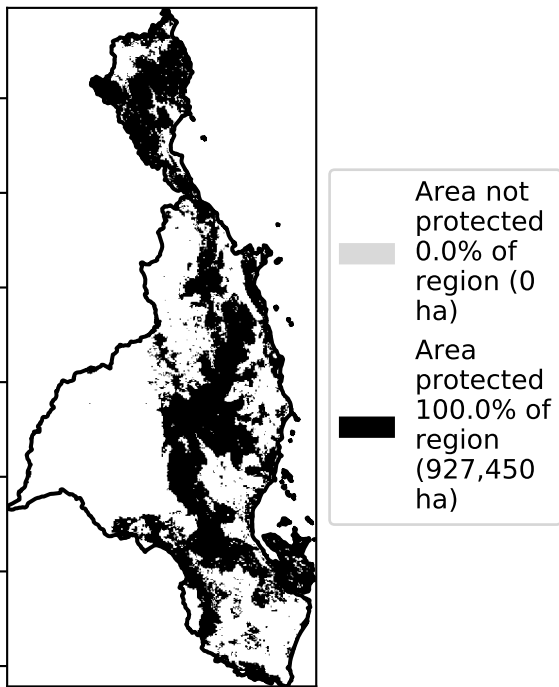 Area not
protected
0.0% of
region (0
ha)
Area
protected
100.0% of
region
(927,450
ha)